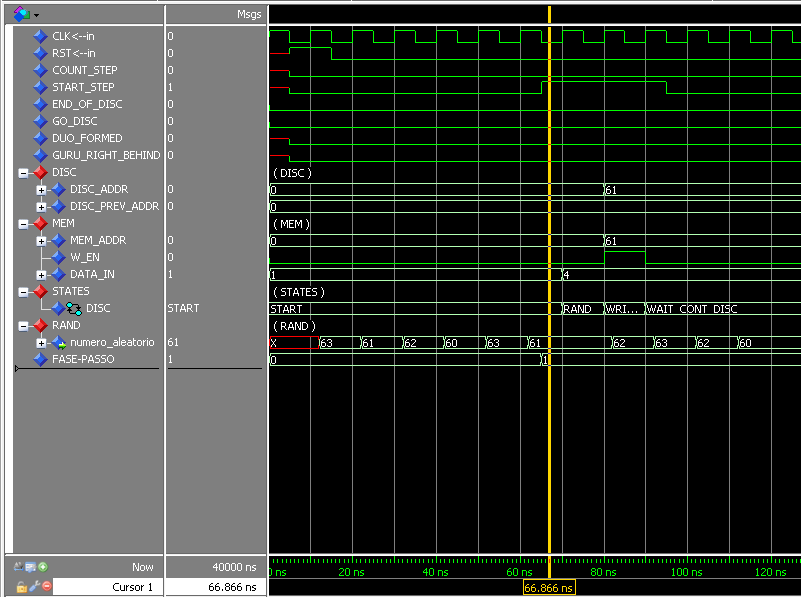 Msgs
CLK<--in 0
RST<--in 0
COUNT_STEP 0
START_STEP 1
END_OF_DISC 0
GO_DISC 0
DUO_FORMED 0
GURU_RIGHT_BEHIND 0
DISC (DISC)
DISC_ADDR 0 0 61
DISC_PREV_ADDR 0 0
MEM (MEM)
MEM_ADDR 0 0 61
W_EN 0
DATA_IN 1 1 4
STATES (STATES)
DISC START START RAND WRI... WAIT_CONT_DISC
RAND (RAND)
numero_aleatorio 61 X 63 61 62 60 63 61 62 63 62 60
FASE-PASSO 1 0 1
Now 40000 ns 0 ns 20 ns 40 ns 60 ns 80 ns 100 ns 120 ns
Cursor 1 66.866 ns 66.866 ns